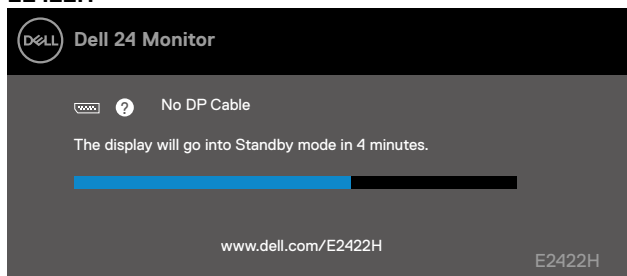 E2422H
DELL Dell 24 Monitor
? No DP Cable
The display will go into Standby mode in 4 minutes.
www.dell.com/E2422H
E2422H